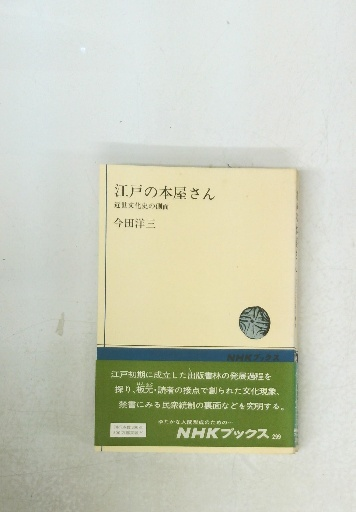 江戸の本屋さん
近世文化史の側面
今田洋三
NHKブックス
江戸初期に成立した出版書林の発展過程を
探り、板元・読者の接点で創られた文化現象、
禁書にみる民衆統制の裏面などを究明する。
ゆたかな人間形成のための…
NHKブックス 299